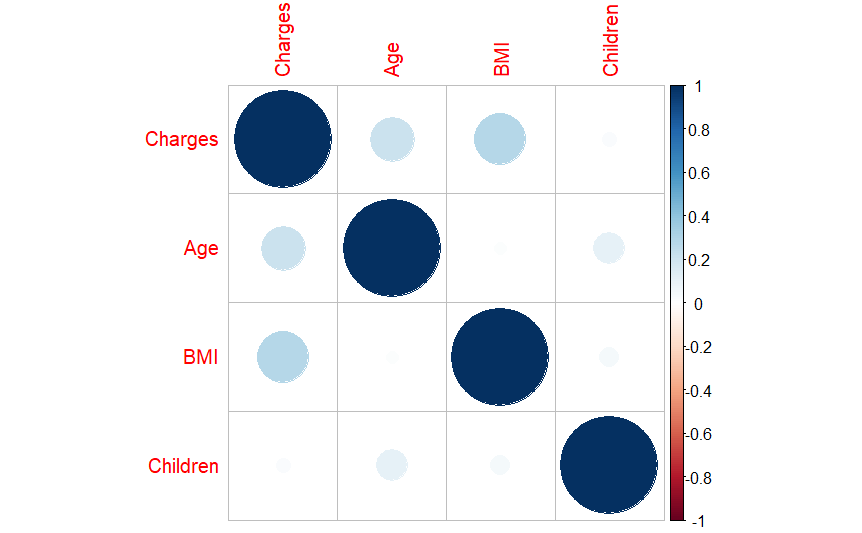 Charges
Age
BMI
Children
Charges
Age
BMI
Children
1
0.8
0.6
0.4
0.2
0
-0.2
-0.4
-0.6
-0.8
-1